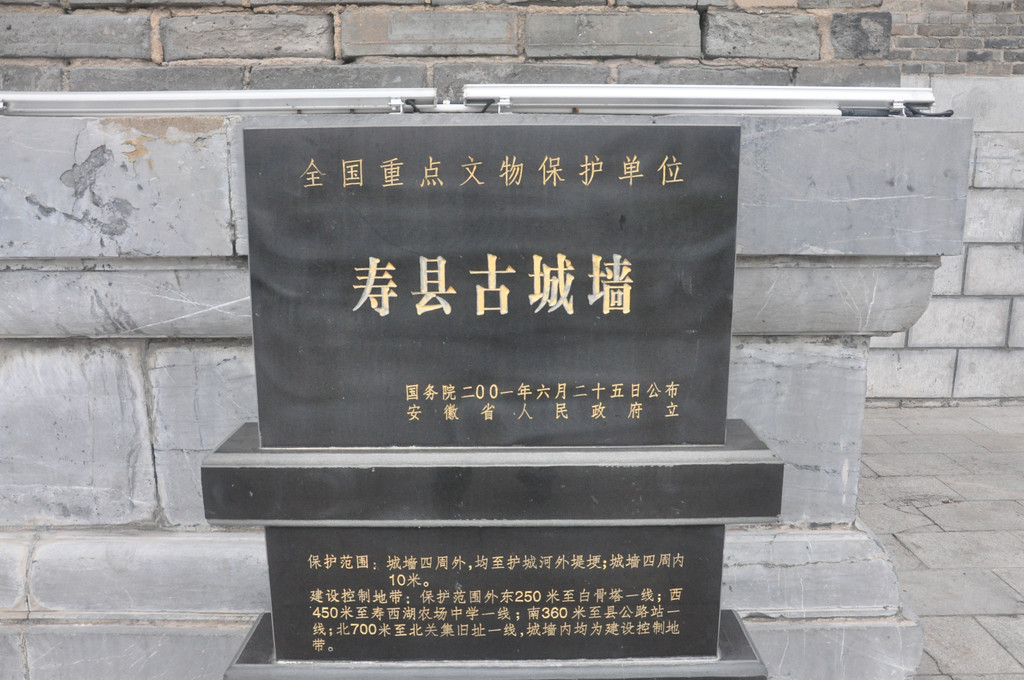 全国重点文物保护单位
寿县古城墙
国务院二00一年六月二十五日公布
安徽省人民政府立
保护范围：城墙四周外,均至护城河外堤埂;城墙四周内
10米。
建设控制地带：保护范围外东250米至白骨塔一线；西
450米至寿西湖农场中学一线；南360米至县公路站一
线;北700米至北关集旧址一线,城墙内均为建设控制地
带。